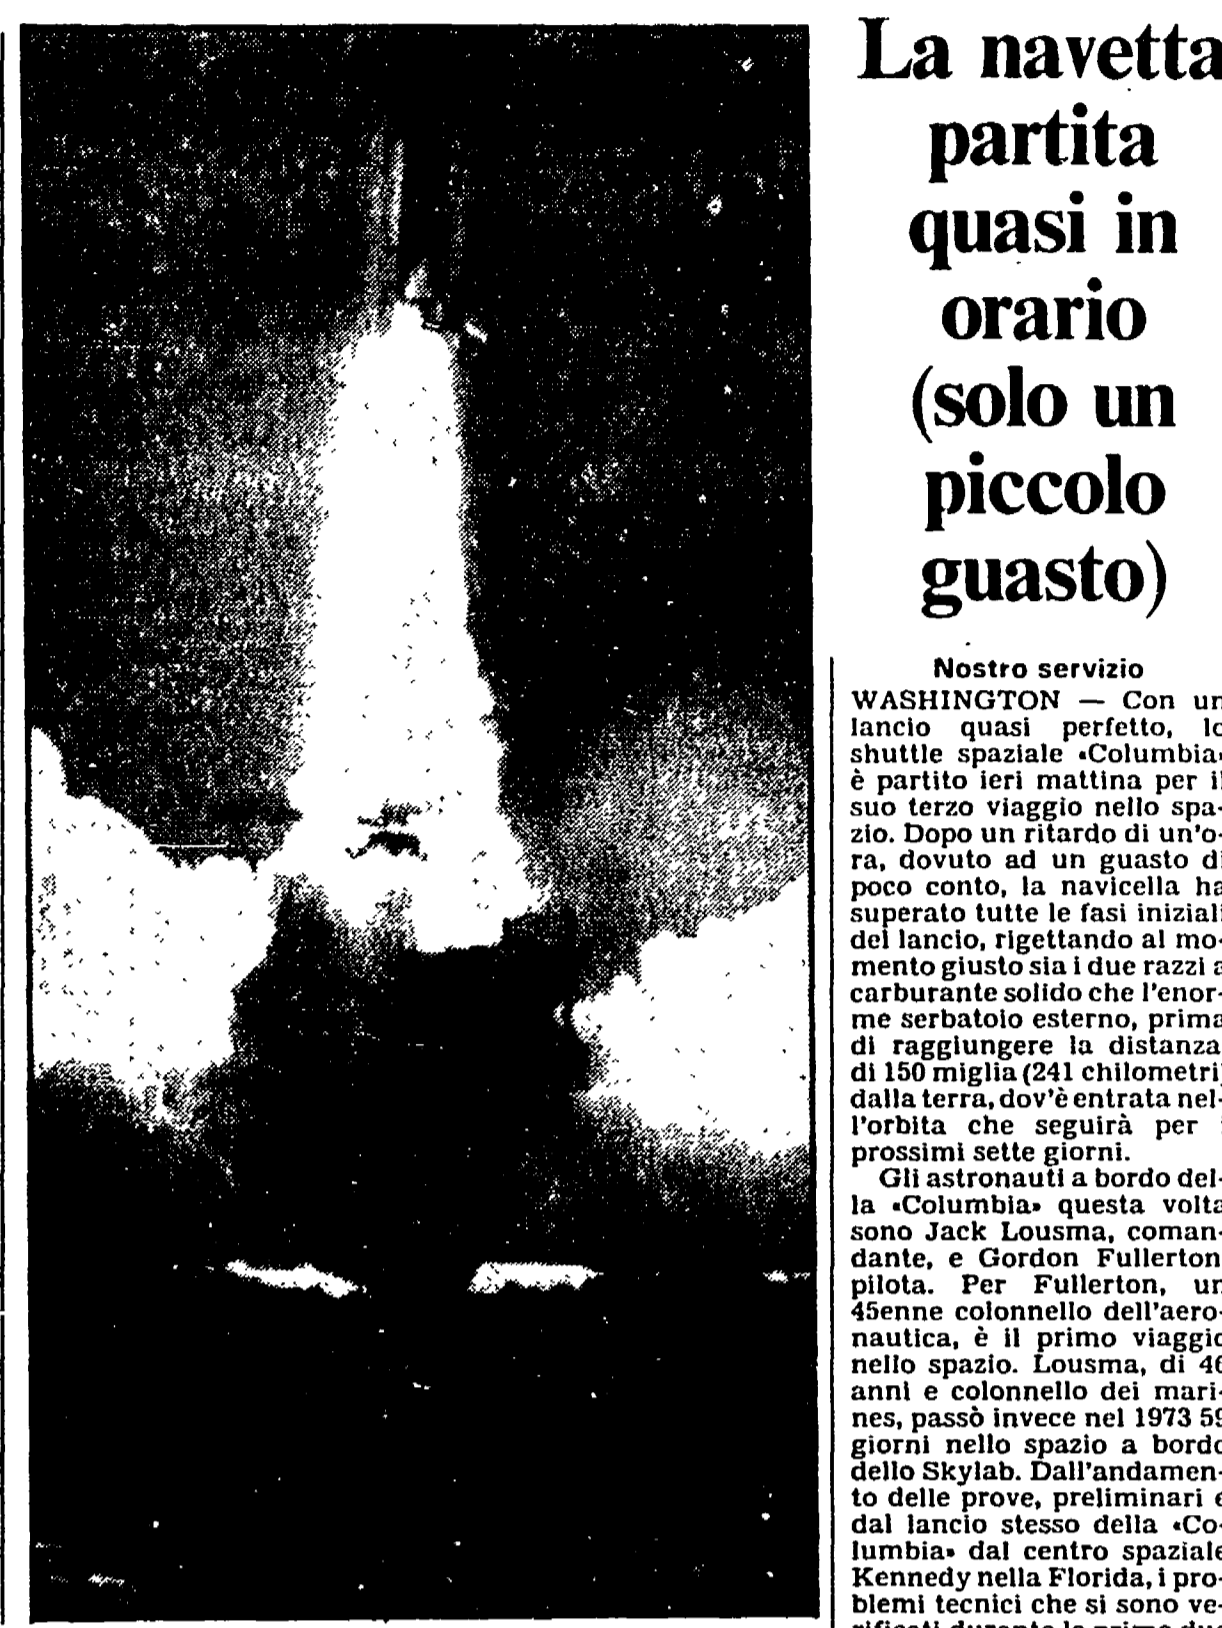 La navetta
partita
quasi in
orario
(solo un
piccolo
guasto)
Nostro servizio
WASHINGTON — Con un
lancio quasi perfetto, lo
shuttle spaziale «Columbia»
è partito ieri mattina per il
suo terzo viaggio nello spa-
zio. Dopo un ritardo di un'o-
ra, dovuto ad un guasto di
poco conto, la navicella ha
superato tutte le fasi iniziali
del lancio, rigettando al mo-
mento giusto sia i due razzi a
carburante solido che l'enor-
me serbatoio esterno, prima
di raggiungere la distanza
di 150 miglia (241 chilometri)
dalla terra, dov'è entrata nel-
l'orbita che seguirà per i
prossimi sette giorni.
Gli astronauti a bordo del-
la «Columbia» questa volta
sono Jack Lousma, coman-
dante, e Gordon Fullerton
pilota. Per Fullerton, un
45enne colonnello dell'aero-
nautica, è il primo viaggio
nello spazio. Lousma, di 46
anni e colonnello dei mari-
nes, passò invece nel 1973 59
giorni nello spazio a bordo
dello Skylab. Dall'andamen-
to delle prove, preliminari e
dal lancio stesso della «Co-
lumbia» dal centro spaziale
Kennedy nella Florida, i pro-
blemi tecnici che si sono ve-
rificati durante le prime due